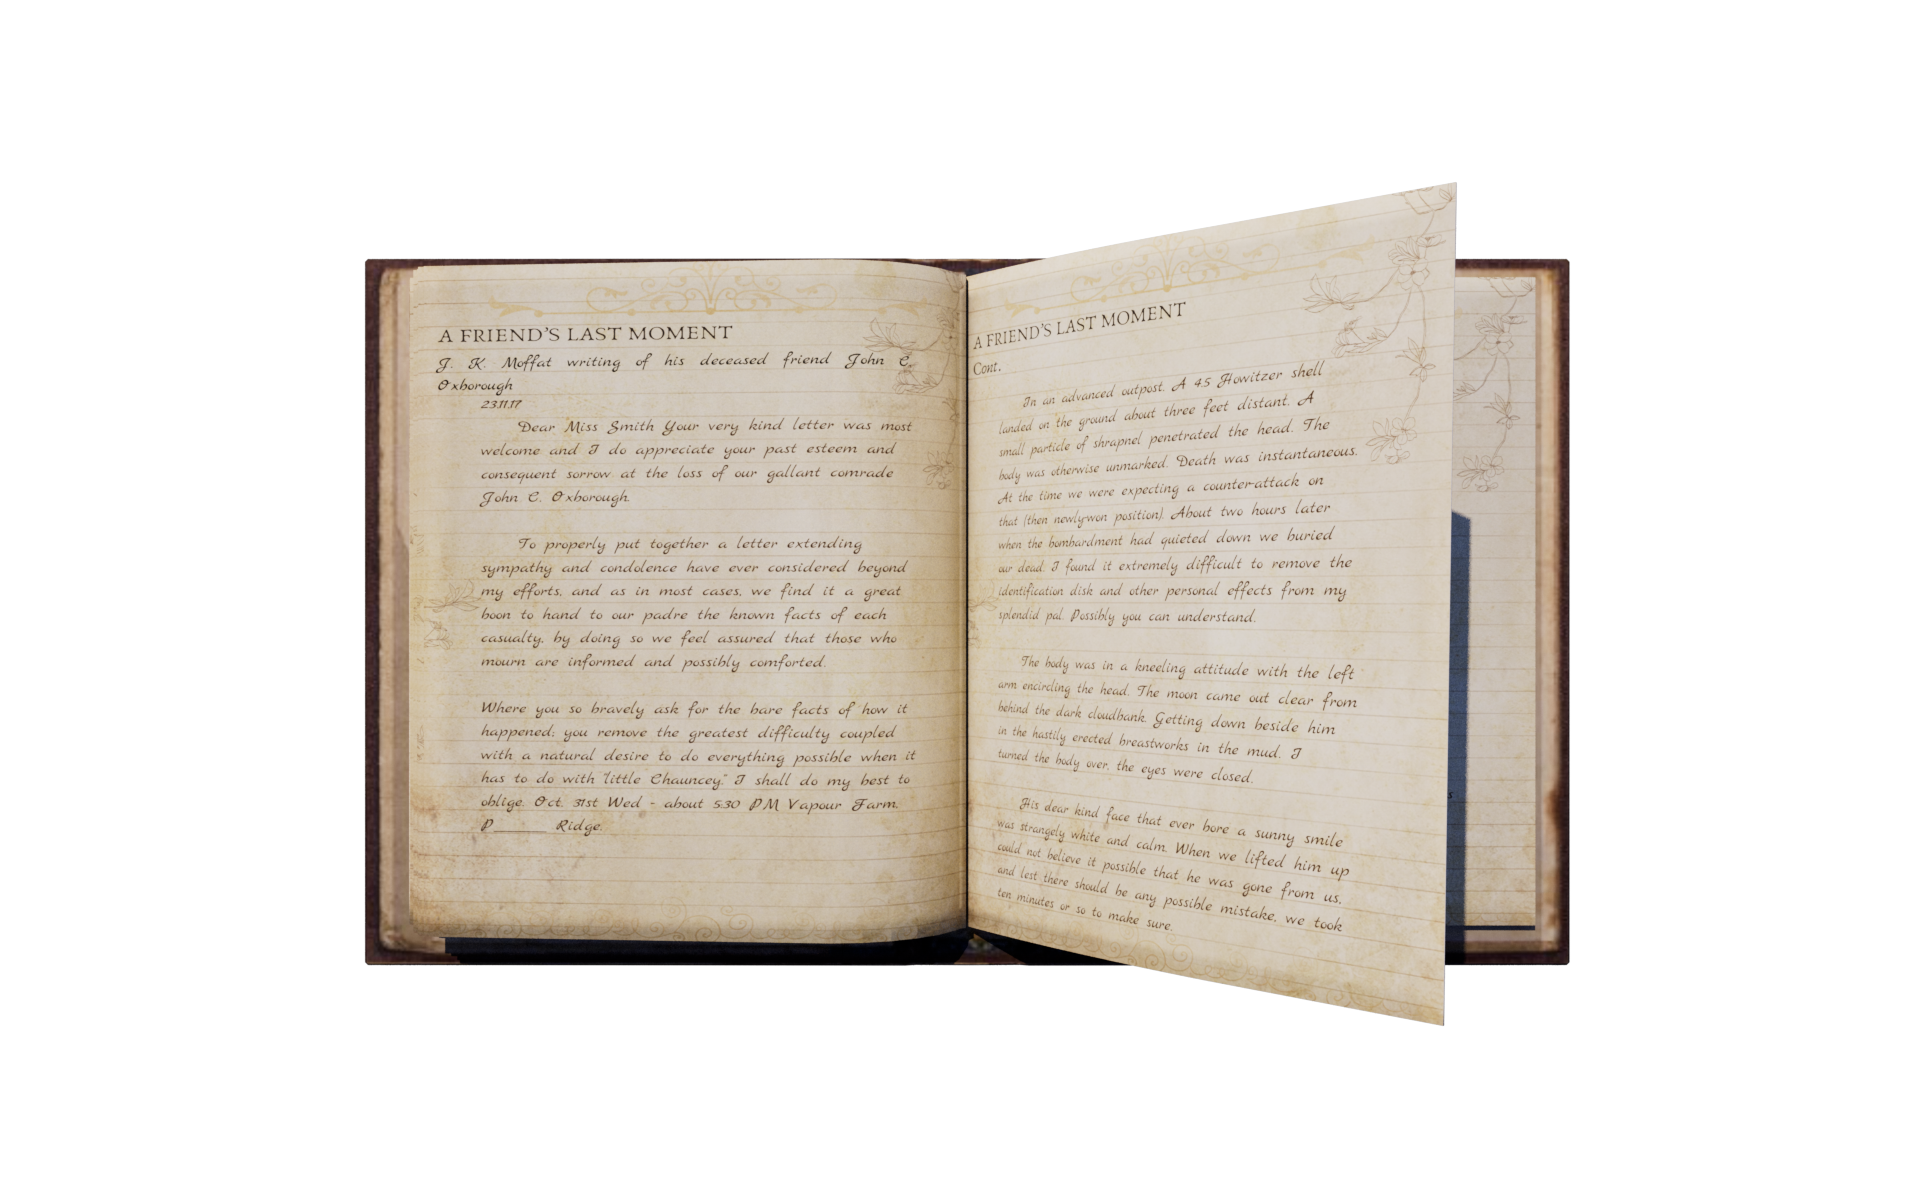 A FRIEND'S LAST MOMENT
J. K. Moffat writing of his deceased friend John C.
Oxborough
23.11.17
Dear Miss Smith Your very kind letter was most
welcome and I do appreciate your past esteem and
consequent sorrow at the loss of our gallant comrade
John C. Oxborough.
To properly put together a letter extending
sympathy and condolence have ever considered beyond
my efforts, and as in most cases, we find it a great
boon to hand to our padre the known facts of each
casualty, by doing so we feel assured that those who
mourn are informed and possibly comforted.
Where you so bravely ask for the bare facts of how it
happened; you remove the greatest difficulty coupled
with a natural desire to do everything possible when it
has to do with "little Chauncey." I shall do my best to
oblige. Oct. 31st Wed - about 5:30 PM Vapour Farm.
P______ Ridge.
A FRIEND'S LAST MOMENT
Cont.
In an advanced outpost. A 4.5 Howitzer shell
landed on the ground about three feet distant. A
small particle of shrapnel penetrated the head. The
body was otherwise unmarked. Death was instantaneous.
At the time we were expecting a counter-attack on
that (then newly-won position). About two hours later
when the bombardment had quieted down we buried
our dead. I found it extremely difficult to remove the
identification disk and other personal effects from my
splendid pal. Possibly you can understand.
The body was in a kneeling attitude with the left
arm encircling the head. The moon came out clear from
behind the dark cloudbank. Getting down beside him
in the hastily erected breastworks in the mud. I
turned the body over, the eyes were closed.
His dear kind face that ever bore a sunny smile
was strangely white and calm. When we lifted him up
could not believe it possible that he was gone from us,
and lest there should be any possible mistake, we took
ten minutes or so to make sure.